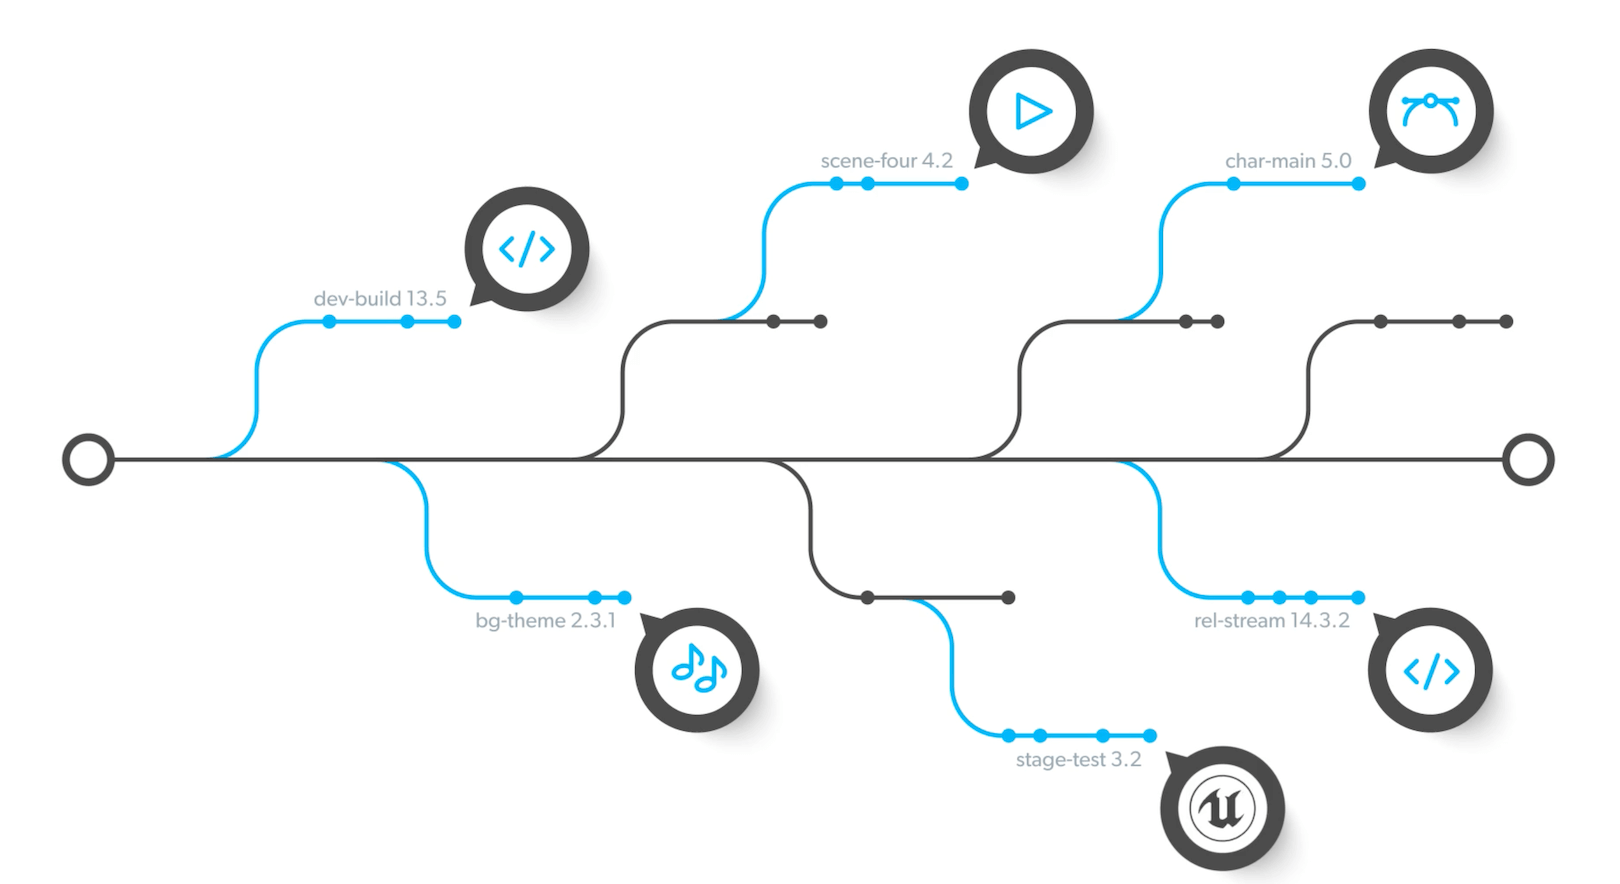 scene-four 4.2
char-main 5.0
dev-build 13.5
bg-theme 2.3.1
rel-stream 14.3.2
stage-test 3.2